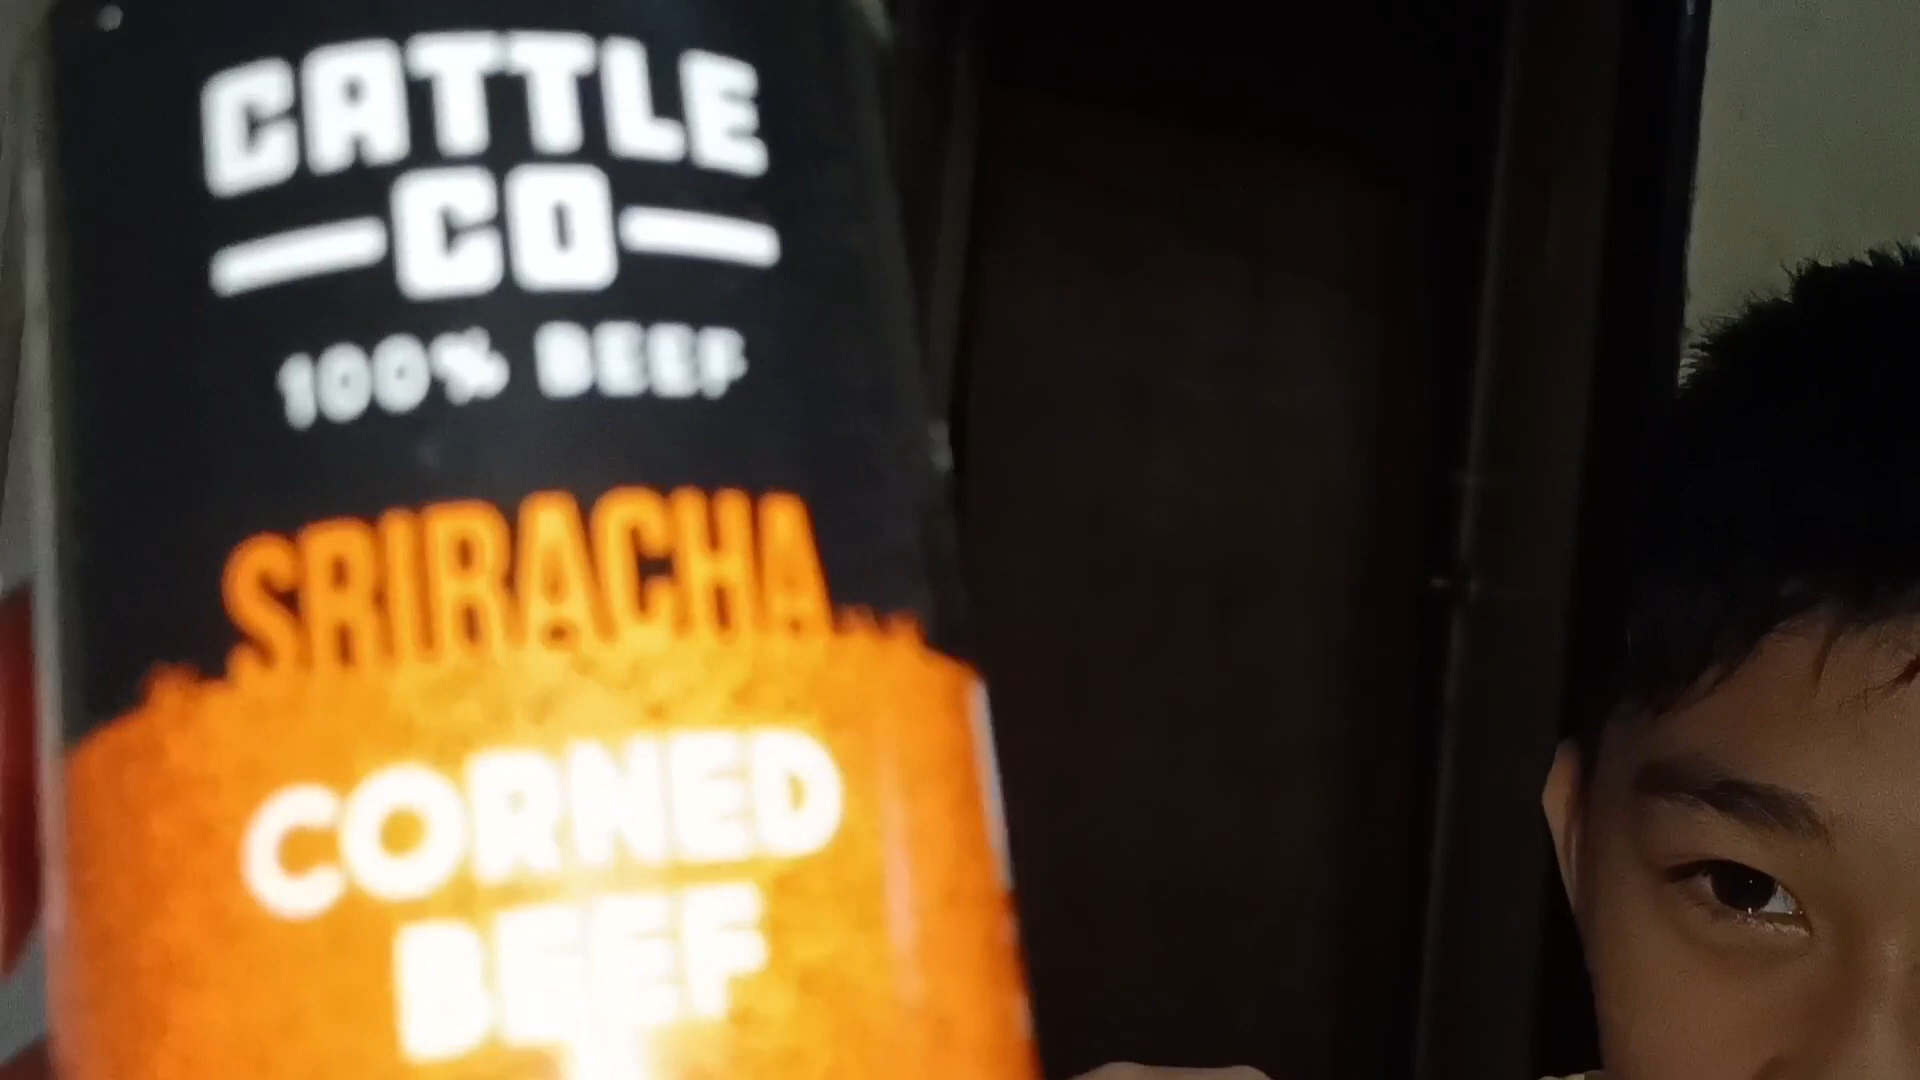 CATTLE
CO
100% BEEF
SRIRACHA
CORNED
BEEF